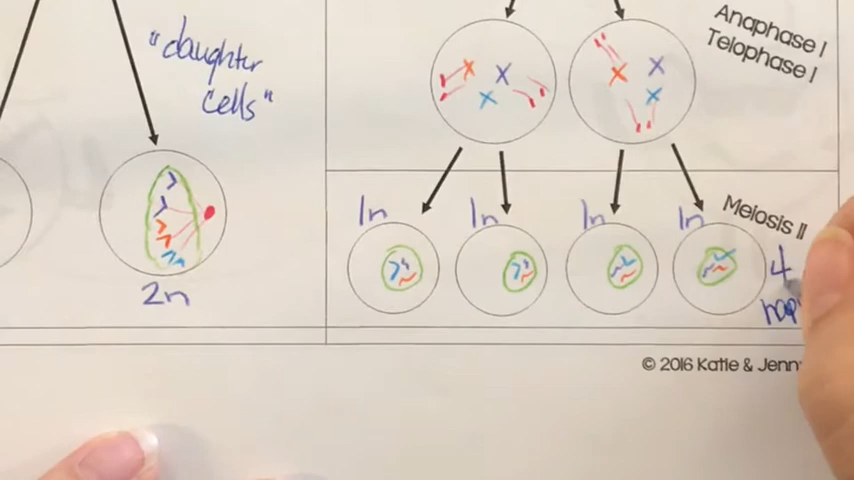 "daughter
cells"
2n
Anaphase I
Telophase I
1n
1n
1n
1n
Meiosis II
4
© 2016 Katie & Jenn